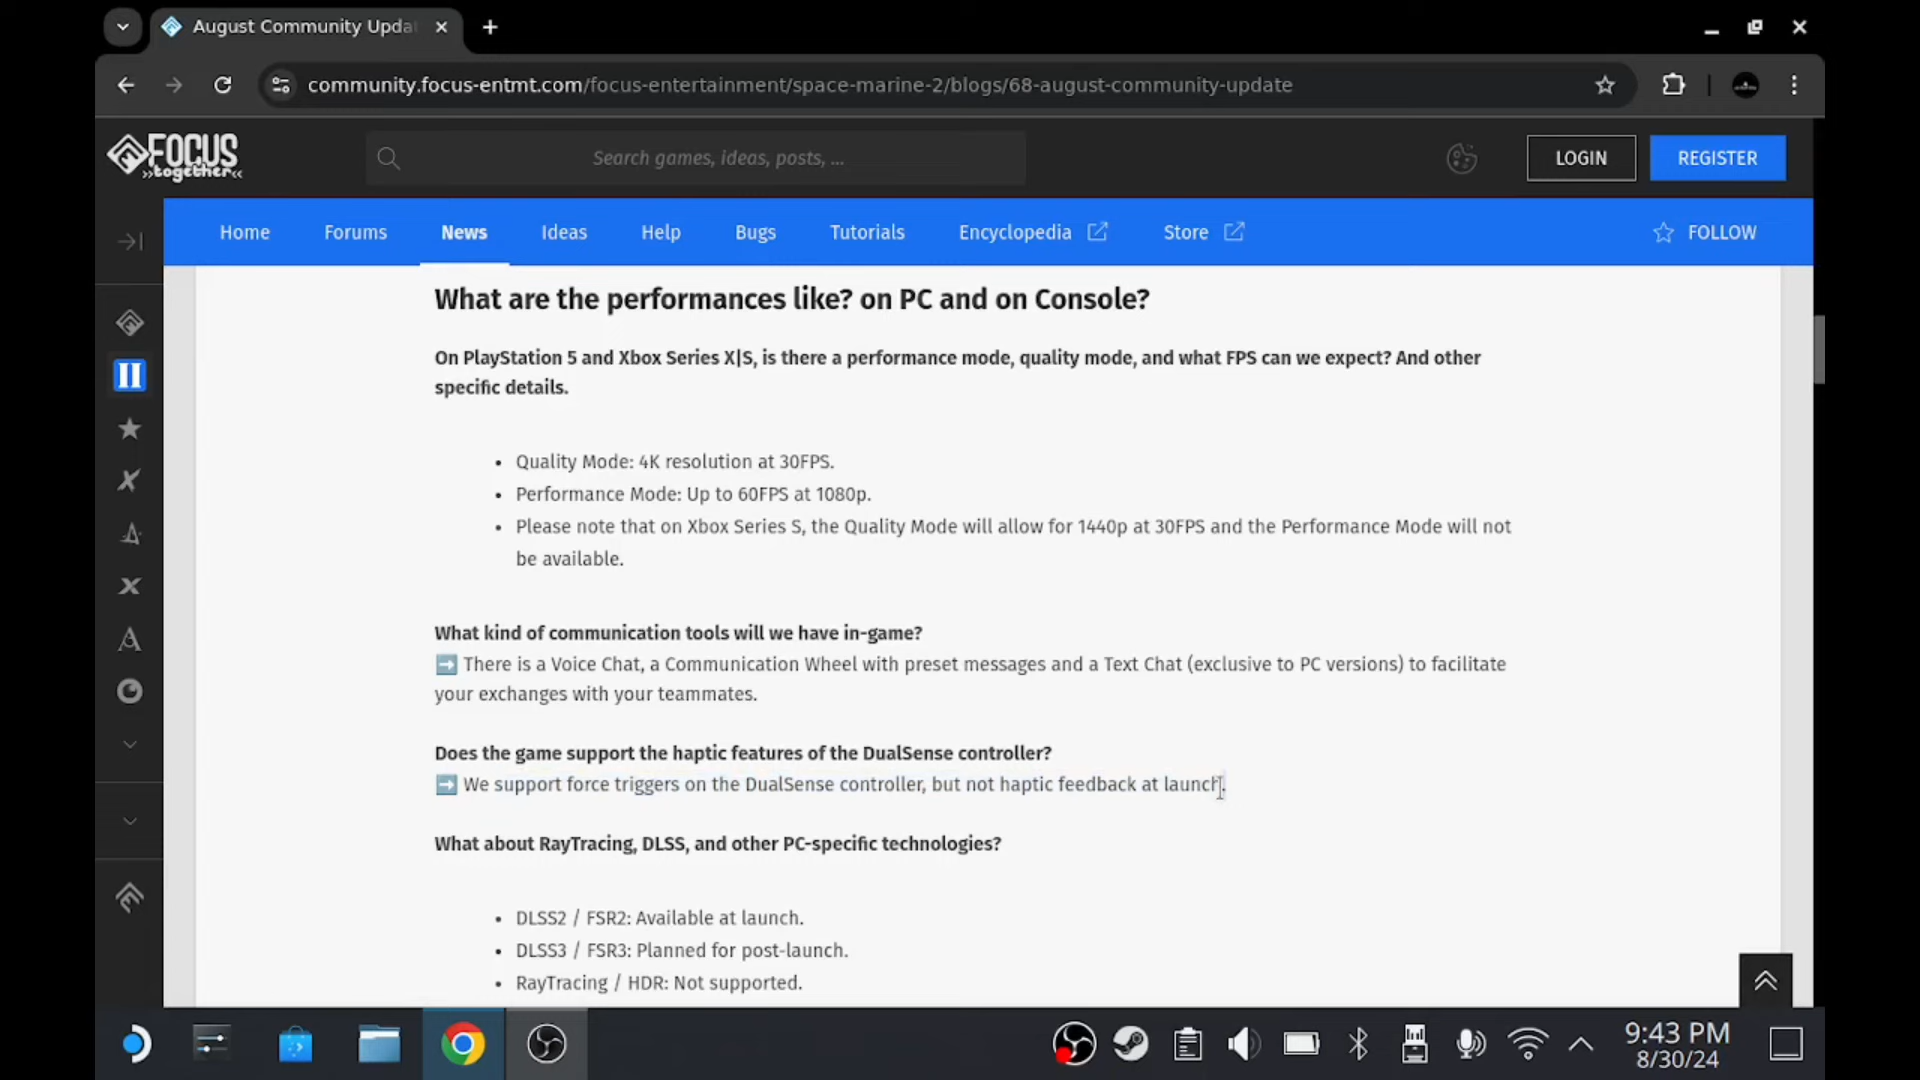 August Community Upda
community.focus-entmt.com/focus-entertainment/space-marine-2/blogs/68-august-community-update
FOCUS
»together«
Search games, ideas, posts, ...
LOGIN
REGISTER
Home
Forums
News
Ideas
Help
Bugs
Tutorials
Encyclopedia
Store
FOLLOW
What are the performances like? on PC and on Console?
On PlayStation 5 and Xbox Series X|S, is there a performance mode, quality mode, and what FPS can we expect? And other
specific details.
• Quality Mode: 4K resolution at 30FPS.
• Performance Mode: Up to 60FPS at 1080p.
• Please note that on Xbox Series S, the Quality Mode will allow for 1440p at 30FPS and the Performance Mode will not
be available.
What kind of communication tools will we have in-game?
➡️ There is a Voice Chat, a Communication Wheel with preset messages and a Text Chat (exclusive to PC versions) to facilitate
your exchanges with your teammates.
Does the game support the haptic features of the DualSense controller?
➡️ We support force triggers on the DualSense controller, but not haptic feedback at launch.
What about RayTracing, DLSS, and other PC-specific technologies?
• DLSS2 / FSR2: Available at launch.
• DLSS3 / FSR3: Planned for post-launch.
• RayTracing / HDR: Not supported.
9:43 PM
8/30/24